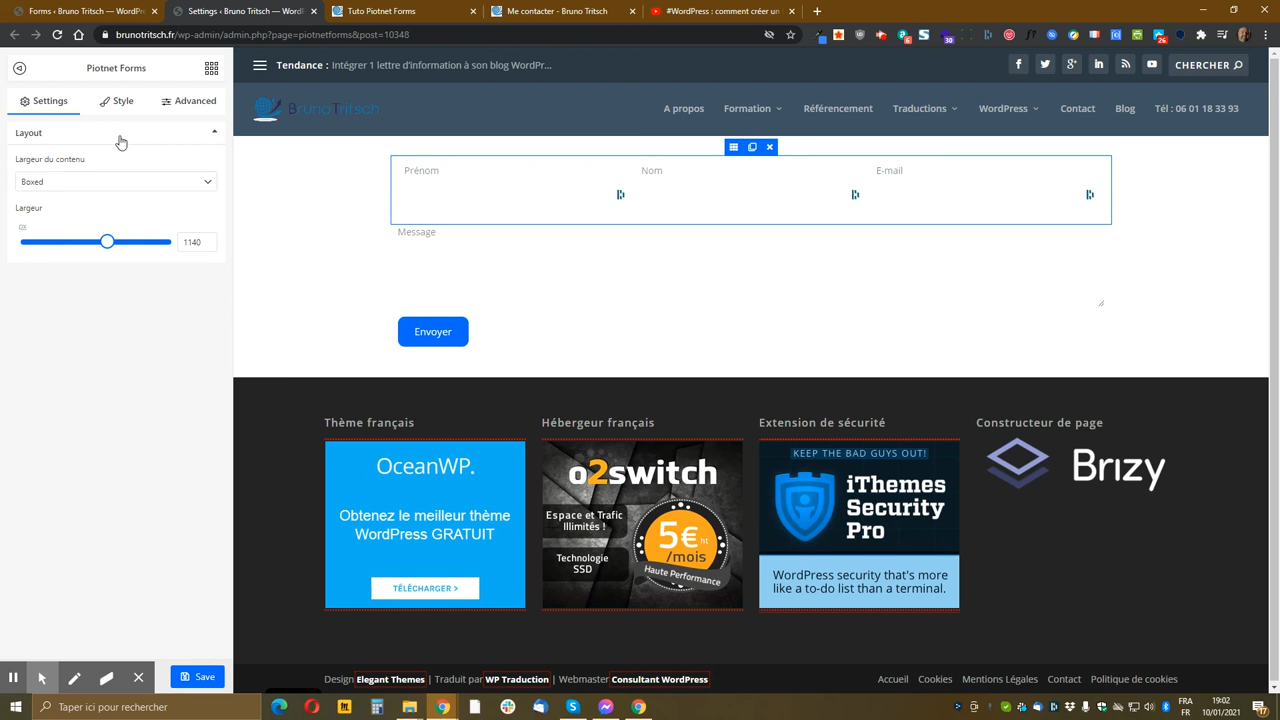 Forms ‹ Bruno Tritsch — WordPr
Settings ‹ BrunoTritsch — WordP
Tuto Piotnet Forms
Me contacter - Bruno Tritsch
#WordPress : comment créer un
brunotritsch.fr/wp-admin/admin.php?page=piotnetforms&post=10348
Piotnet Forms
Settings
Style
Advanced
Layout
Largeur du contenu
Boxed
Largeur
px
1140
Save
Tendance : Intégrer 1 lettre d'information à son blog WordPr...
CHERCHER
BrunoTritsch
A propos
Formation
Référencement
Traductions
WordPress
Contact
Blog
Tél : 06 01 18 33 93
Prénom
Nom
E-mail
Message
Envoyer
Thème français
Hébergeur français
Extension de sécurité
Constructeur de page
OceanWP.
Obtenez le meilleur thème
WordPress GRATUIT
TÉLÉCHARGER >
o2switch
Espace et Trafic
Illimités !
Technologie
SSD
5€ ht
/mois
Haute Performance
KEEP THE BAD GUYS OUT!
iThemes
Security
Pro
WordPress security that's more
like a to-do list than a terminal.
Brizy
Design Elegant Themes | Traduit par WP Traduction | Webmaster Consultant WordPress
Accueil
Cookies
Mentions Légales
Contact
Politique de cookies
Taper ici pour rechercher
FRA
FR
19:02
10/01/2021